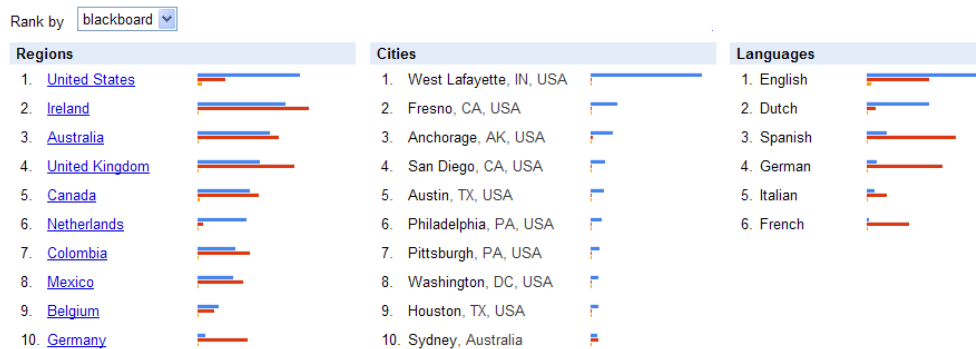 Rank by blackboard
Regions
1. United States
2. Ireland
3. Australia
4. United Kingdom
5. Canada
6. Netherlands
7. Colombia
8. Mexico
9. Belgium
10. Germany
Cities
1. West Lafayette, IN, USA
2. Fresno, CA, USA
3. Anchorage, AK, USA
4. San Diego, CA, USA
5. Austin, TX, USA
6. Philadelphia, PA, USA
7. Pittsburgh, PA, USA
8. Washington, DC, USA
9. Houston, TX, USA
10. Sydney, Australia
Languages
1. English
2. Dutch
3. Spanish
4. German
5. Italian
6. French